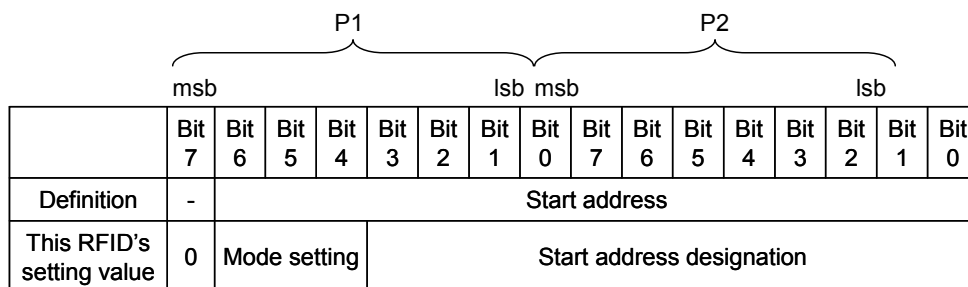 P1 P2
msb lsb msb lsb
Bit 7 Bit 6 Bit 5 Bit 4 Bit 3 Bit 2 Bit 1 Bit 0 Bit 7 Bit 6 Bit 5 Bit 4 Bit 3 Bit 2 Bit 1 Bit 0
Definition - Start address
This RFID's setting value 0 Mode setting Start address designation